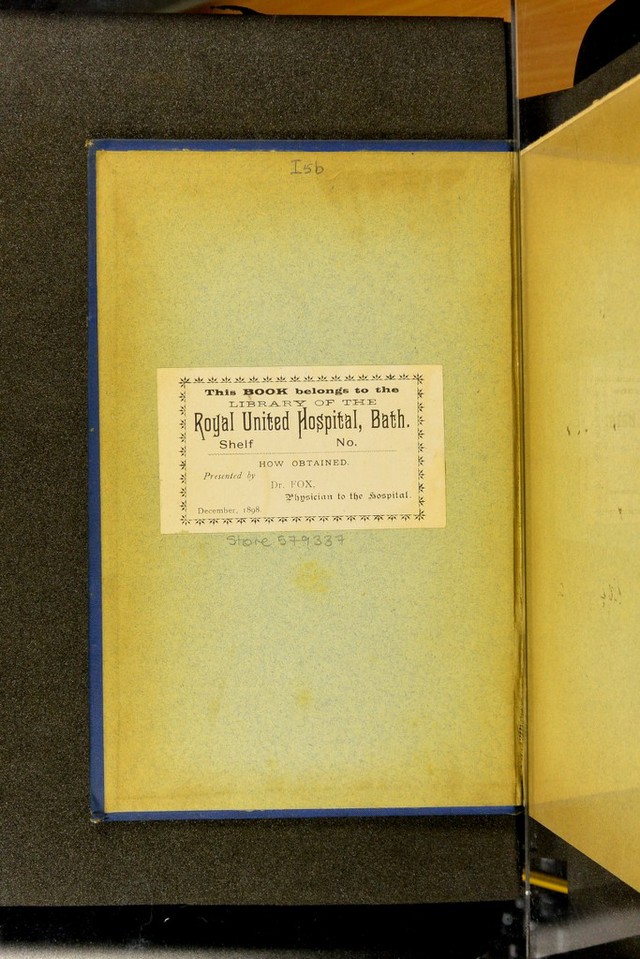 I5b
This BOOK belongs to the
LIBRARY OF THE
Royal United Hospital, Bath.
Shelf No.
HOW OBTAINED.
Presented by
Dr. FOX,
Physician to the Hospital.
December, 1898.
Store 579337